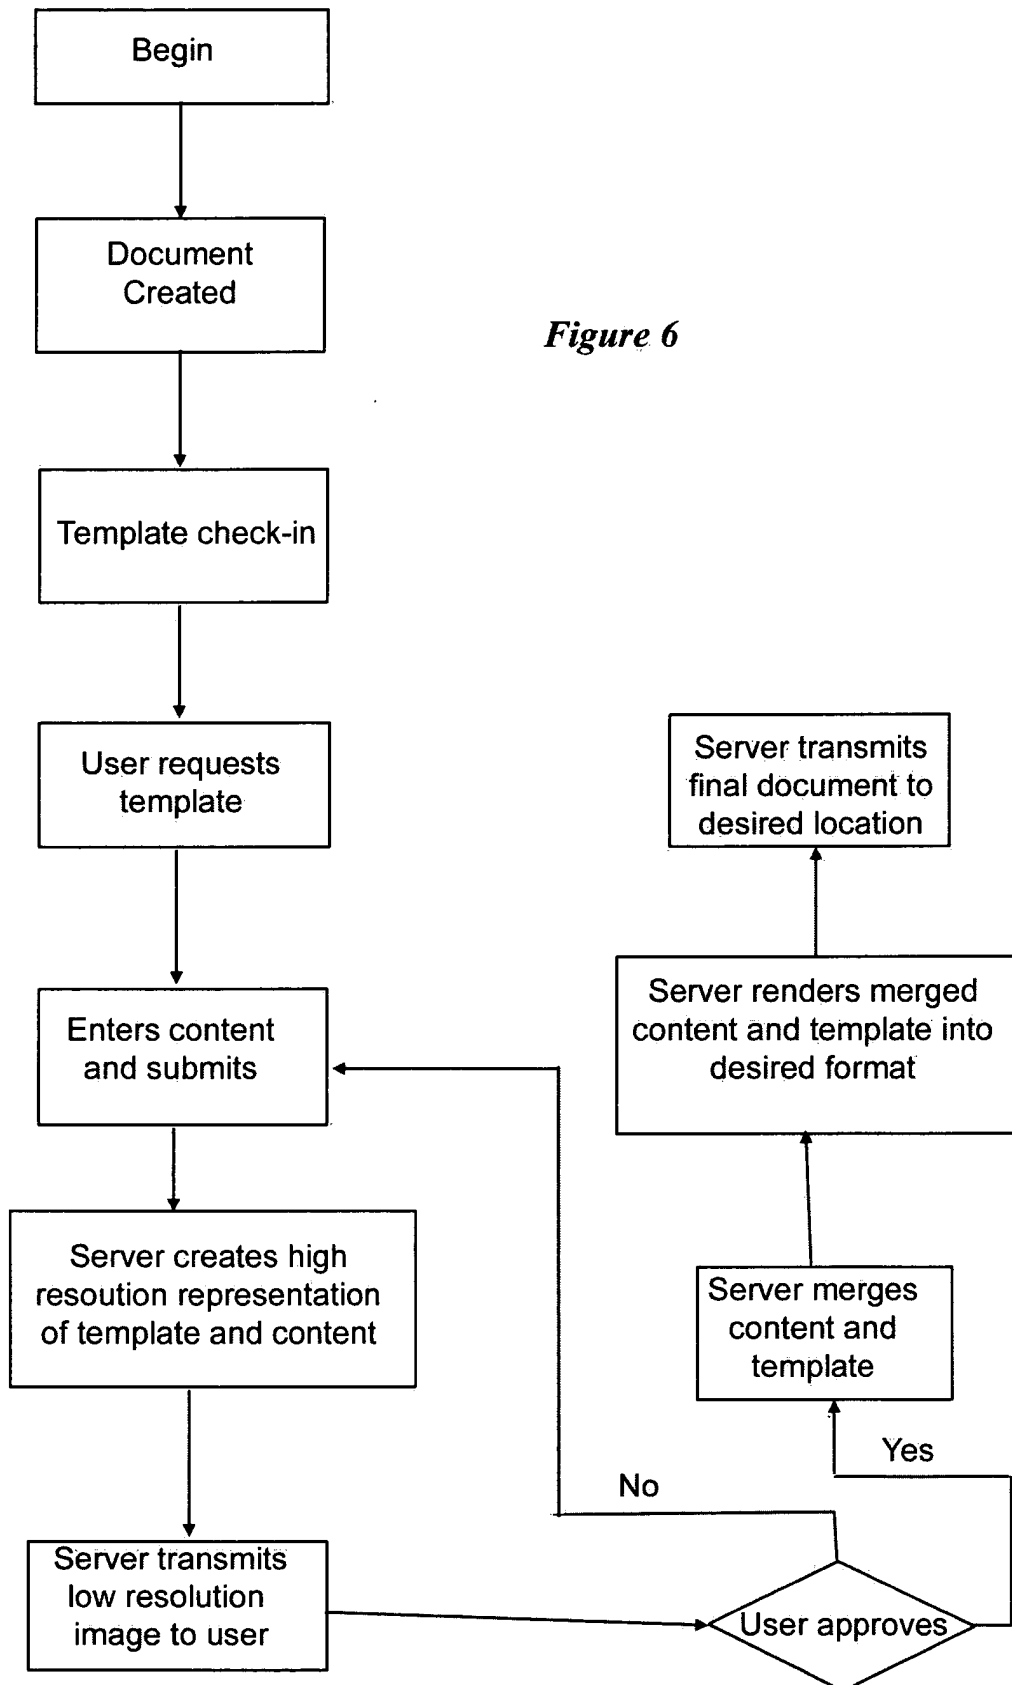 Begin
Document
Created
Figure 6
Template check-in
User requests
template
Enters content
and submits
Server creates high
resoution representation
of template and content
Server transmits
low resolution
image to user
User approves
No
Yes
Server merges
content and
template
Server renders merged
content and template into
desired format
Server transmits
final document to
desired location